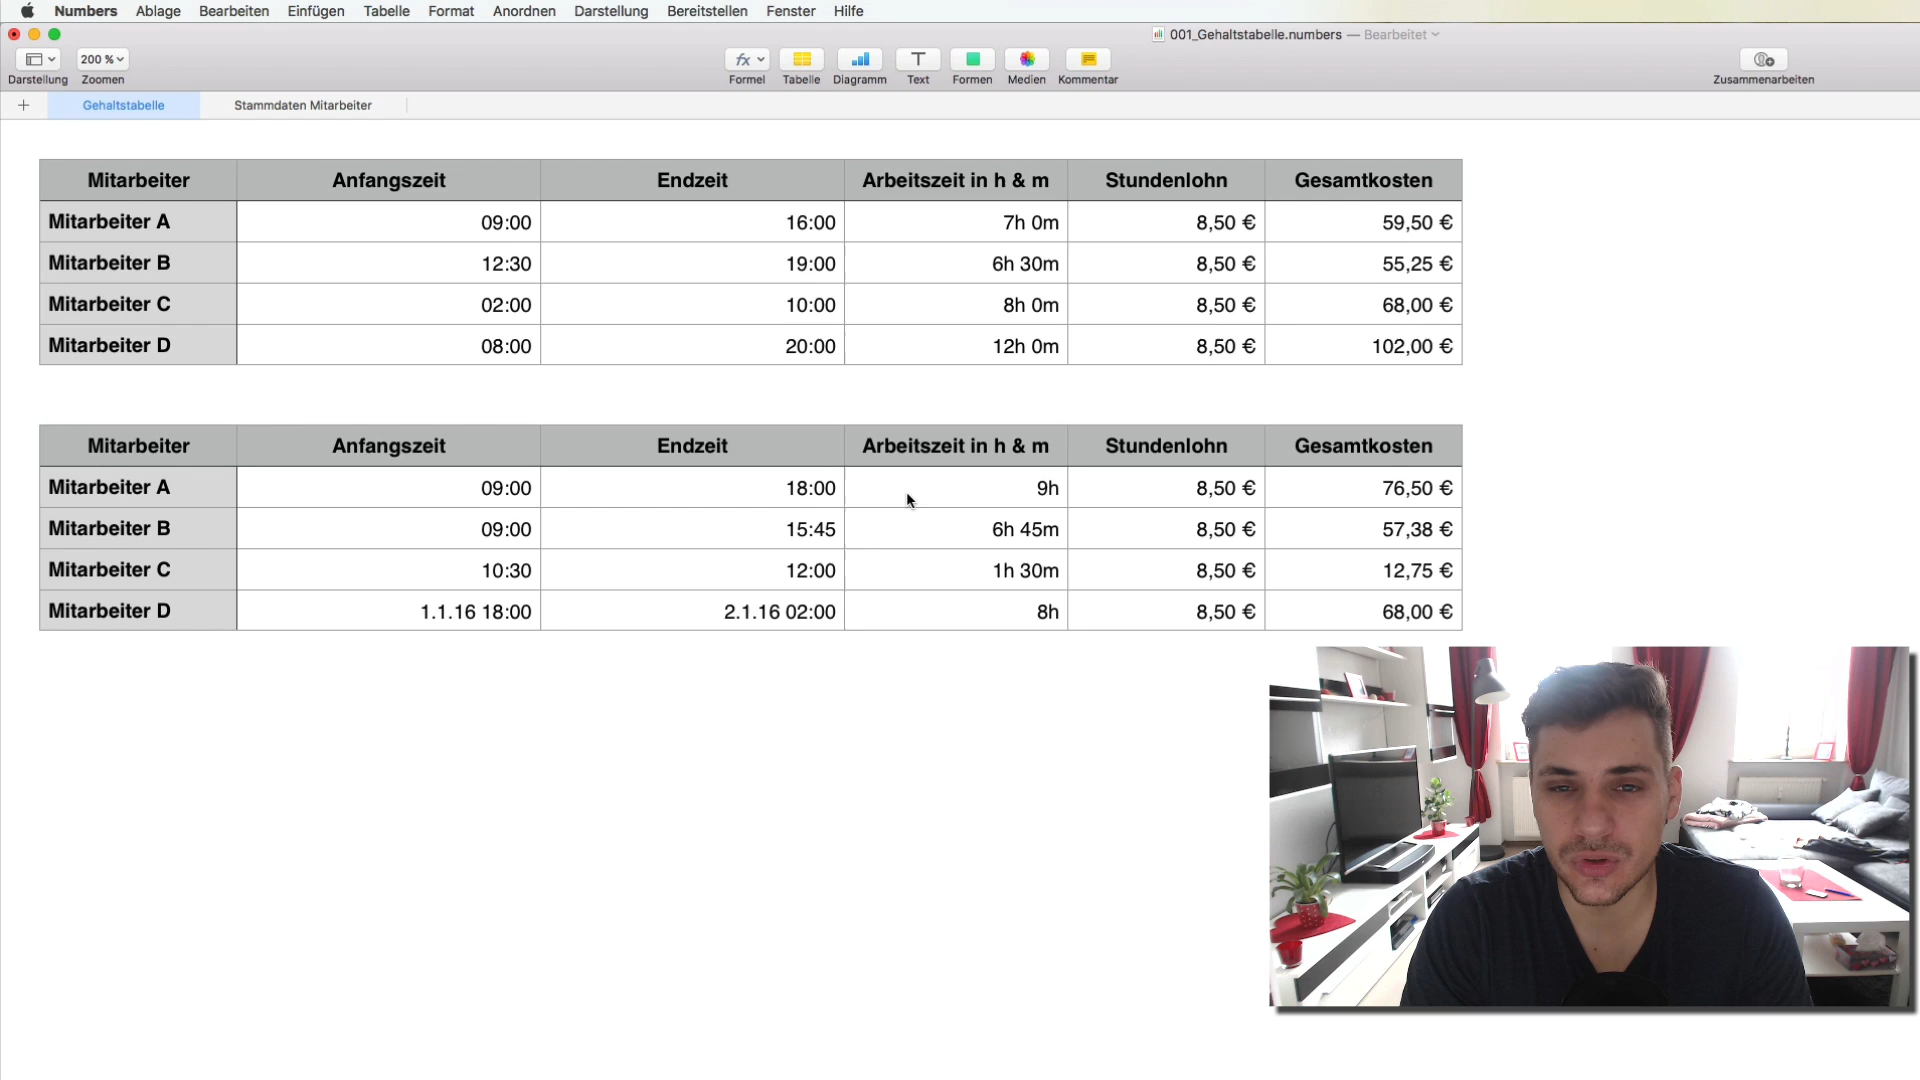 Numbers Ablage Bearbeiten Einfügen Tabelle Format Anordnen Darstellung Bereitstellen Fenster Hilfe
001_Gehaltstabelle.numbers — Bearbeitet
200 %
Darstellung Zoomen Formel Tabelle Diagramm Text Formen Medien Kommentar Zusammenarbeiten
Gehaltstabelle Stammdaten Mitarbeiter
Mitarbeiter Anfangszeit Endzeit Arbeitszeit in h & m Stundenlohn Gesamtkosten
Mitarbeiter A 09:00 16:00 7h 0m 8,50 € 59,50 €
Mitarbeiter B 12:30 19:00 6h 30m 8,50 € 55,25 €
Mitarbeiter C 02:00 10:00 8h 0m 8,50 € 68,00 €
Mitarbeiter D 08:00 20:00 12h 0m 8,50 € 102,00 €
Mitarbeiter Anfangszeit Endzeit Arbeitszeit in h & m Stundenlohn Gesamtkosten
Mitarbeiter A 09:00 18:00 9h 8,50 € 76,50 €
Mitarbeiter B 09:00 15:45 6h 45m 8,50 € 57,38 €
Mitarbeiter C 10:30 12:00 1h 30m 8,50 € 12,75 €
Mitarbeiter D 1.1.16 18:00 2.1.16 02:00 8h 8,50 € 68,00 €